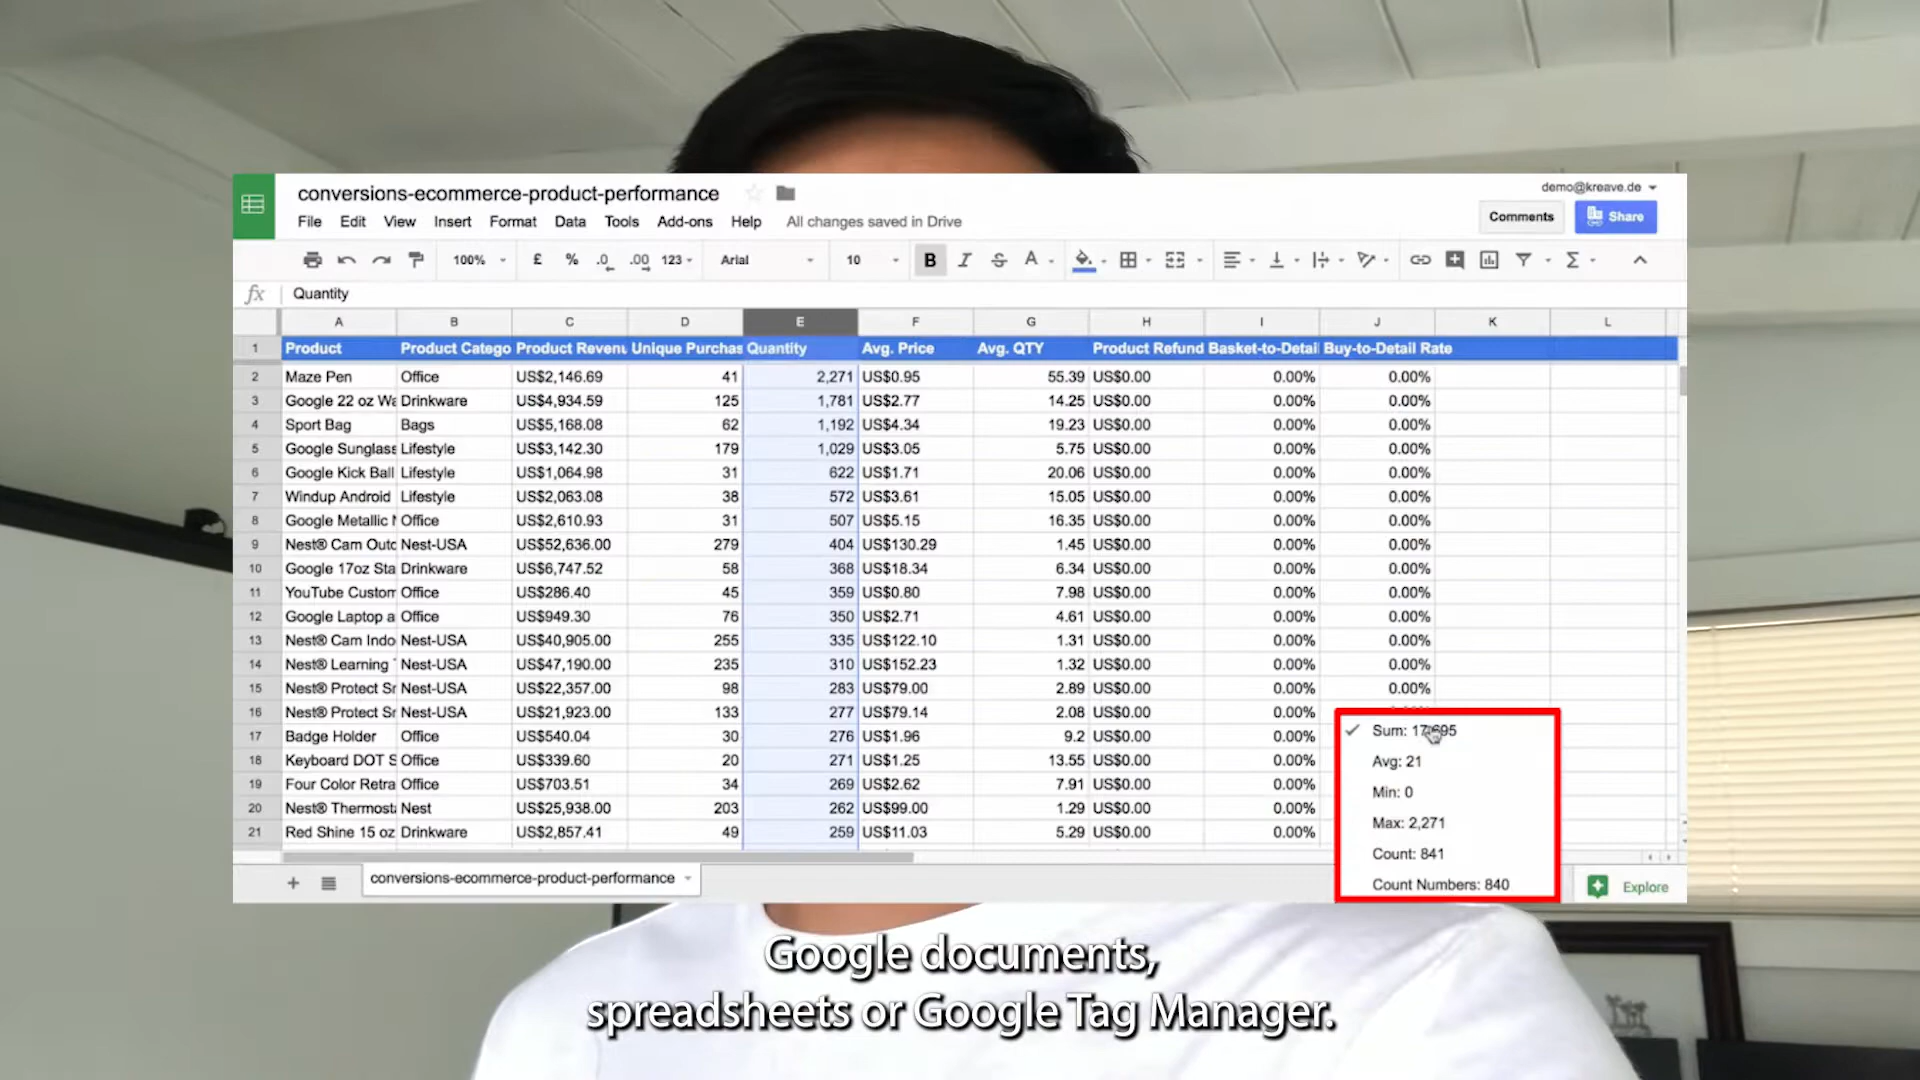 conversions-ecommerce-product-performance
demo@kreave.de
File Edit View Insert Format Data Tools Add-ons Help All changes saved in Drive
Comments Share
100% £ % .0 .00 123 Arial 10 B I S A
fx Quantity
A B C D E F G H I J K L
1 Product Product Catego Product Revenu Unique Purchas Quantity Avg. Price Avg. QTY Product Refund Basket-to-Detail Buy-to-Detail Rate
2 Maze Pen Office US$2,146.69 41 2,271 US$0.95 55.39 US$0.00 0.00% 0.00%
3 Google 22 oz Wa Drinkware US$4,934.59 125 1,781 US$2.77 14.25 US$0.00 0.00% 0.00%
4 Sport Bag Bags US$5,168.08 62 1,192 US$4.34 19.23 US$0.00 0.00% 0.00%
5 Google Sunglass Lifestyle US$3,142.30 179 1,029 US$3.05 5.75 US$0.00 0.00% 0.00%
6 Google Kick Ball Lifestyle US$1,064.98 31 622 US$1.71 20.06 US$0.00 0.00% 0.00%
7 Windup Android Lifestyle US$2,063.08 38 572 US$3.61 15.05 US$0.00 0.00% 0.00%
8 Google Metallic Office US$2,610.93 31 507 US$5.15 16.35 US$0.00 0.00% 0.00%
9 Nest® Cam Outd Nest-USA US$52,636.00 279 404 US$130.29 1.45 US$0.00 0.00% 0.00%
10 Google 17oz Sta Drinkware US$6,747.52 58 368 US$18.34 6.34 US$0.00 0.00% 0.00%
11 YouTube Custom Office US$286.40 45 359 US$0.80 7.98 US$0.00 0.00% 0.00%
12 Google Laptop a Office US$949.30 76 350 US$2.71 4.61 US$0.00 0.00% 0.00%
13 Nest® Cam Indo Nest-USA US$40,905.00 255 335 US$122.10 1.31 US$0.00 0.00% 0.00%
14 Nest® Learning Nest-USA US$47,190.00 235 310 US$152.23 1.32 US$0.00 0.00% 0.00%
15 Nest® Protect Sr Nest-USA US$22,357.00 98 283 US$79.00 2.89 US$0.00 0.00% 0.00%
16 Nest® Protect Sr Nest-USA US$21,923.00 133 277 US$79.14 2.08 US$0.00 0.00%
17 Badge Holder Office US$540.04 30 276 US$1.96 9.2 US$0.00 0.00%
18 Keyboard DOT S Office US$339.60 20 271 US$1.25 13.55 US$0.00 0.00%
19 Four Color Retra Office US$703.51 34 269 US$2.62 7.91 US$0.00 0.00%
20 Nest® Thermosta Nest US$25,938.00 203 262 US$99.00 1.29 US$0.00 0.00%
21 Red Shine 15 oz Drinkware US$2,857.41 49 259 US$11.03 5.29 US$0.00 0.00%
Sum: 17,695
Avg: 21
Min: 0
Max: 2,271
Count: 841
Count Numbers: 840
conversions-ecommerce-product-performance
Explore
Google documents,
spreadsheets or Google Tag Manager.